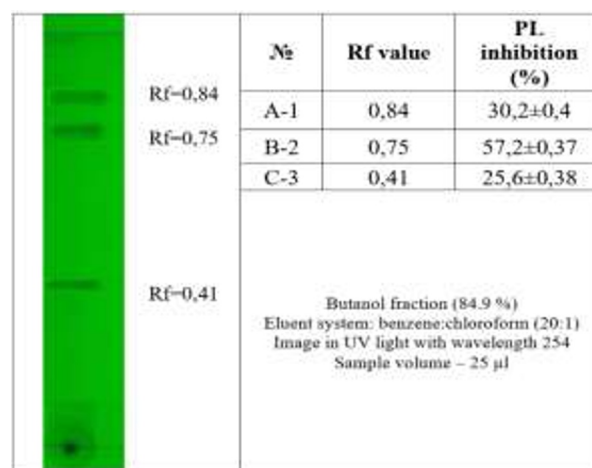 Rf=0,84
Rf=0,75
Rf=0,41
№ Rf value PL inhibition (%)
A-1 0,84 30,2±0,4
B-2 0,75 57,2±0,37
C-3 0,41 25,6±0,38
Butanol fraction (84.9 %)
Eluent system: benzene:chloroform (20:1)
Image in UV light with wavelength 254
Sample volume – 25 µl